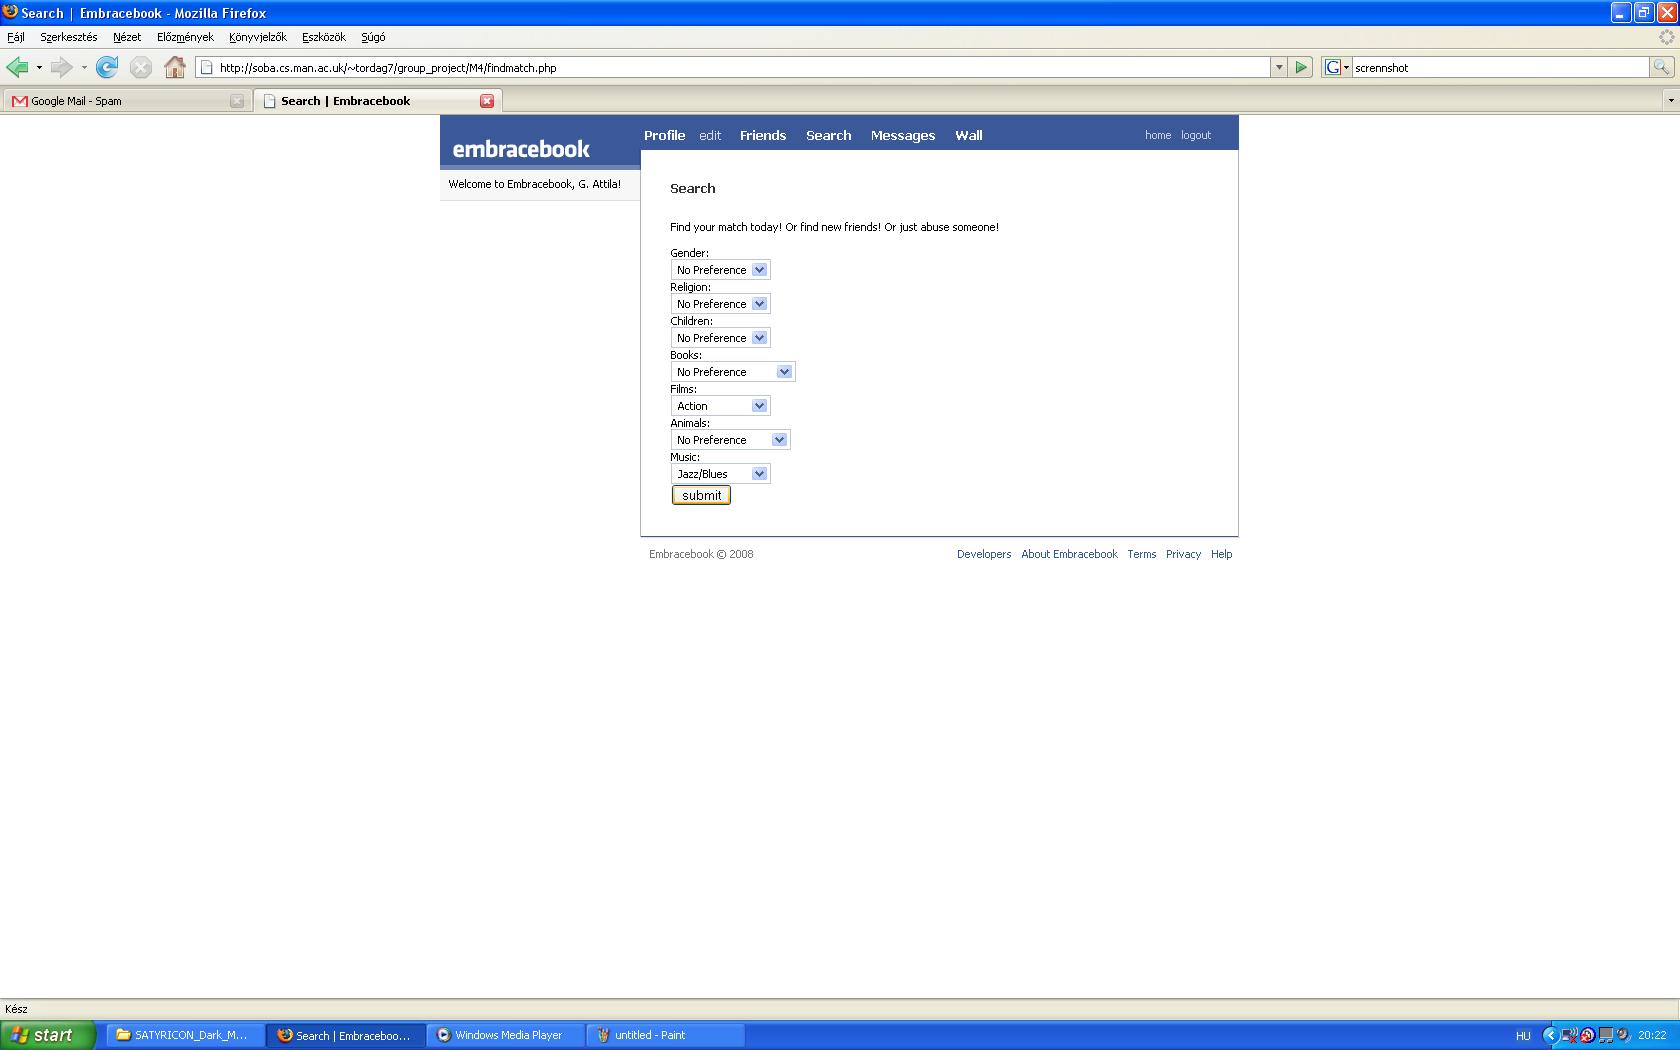 Search | Embracebook - Mozilla Firefox
Fájl Szerkesztés Nézet Előzmények Könyvjelzők Eszközök Súgó
http://soba.cs.man.ac.uk/~tordag7/group_project/M4/findmatch.php
G scrennshot
Google Mail - Spam
Search | Embracebook
embracebook
Profile edit Friends Search Messages Wall home logout
Welcome to Embracebook, G. Attila!
Search
Find your match today! Or find new friends! Or just abuse someone!
Gender:
No Preference
Religion:
No Preference
Children:
No Preference
Books:
No Preference
Films:
Action
Animals:
No Preference
Music:
Jazz/Blues
submit
Embracebook © 2008
Developers About Embracebook Terms Privacy Help
Kész
start SATYRICON_Dark_M... Search | Embraceboo... Windows Media Player untitled - Paint HU 20:22